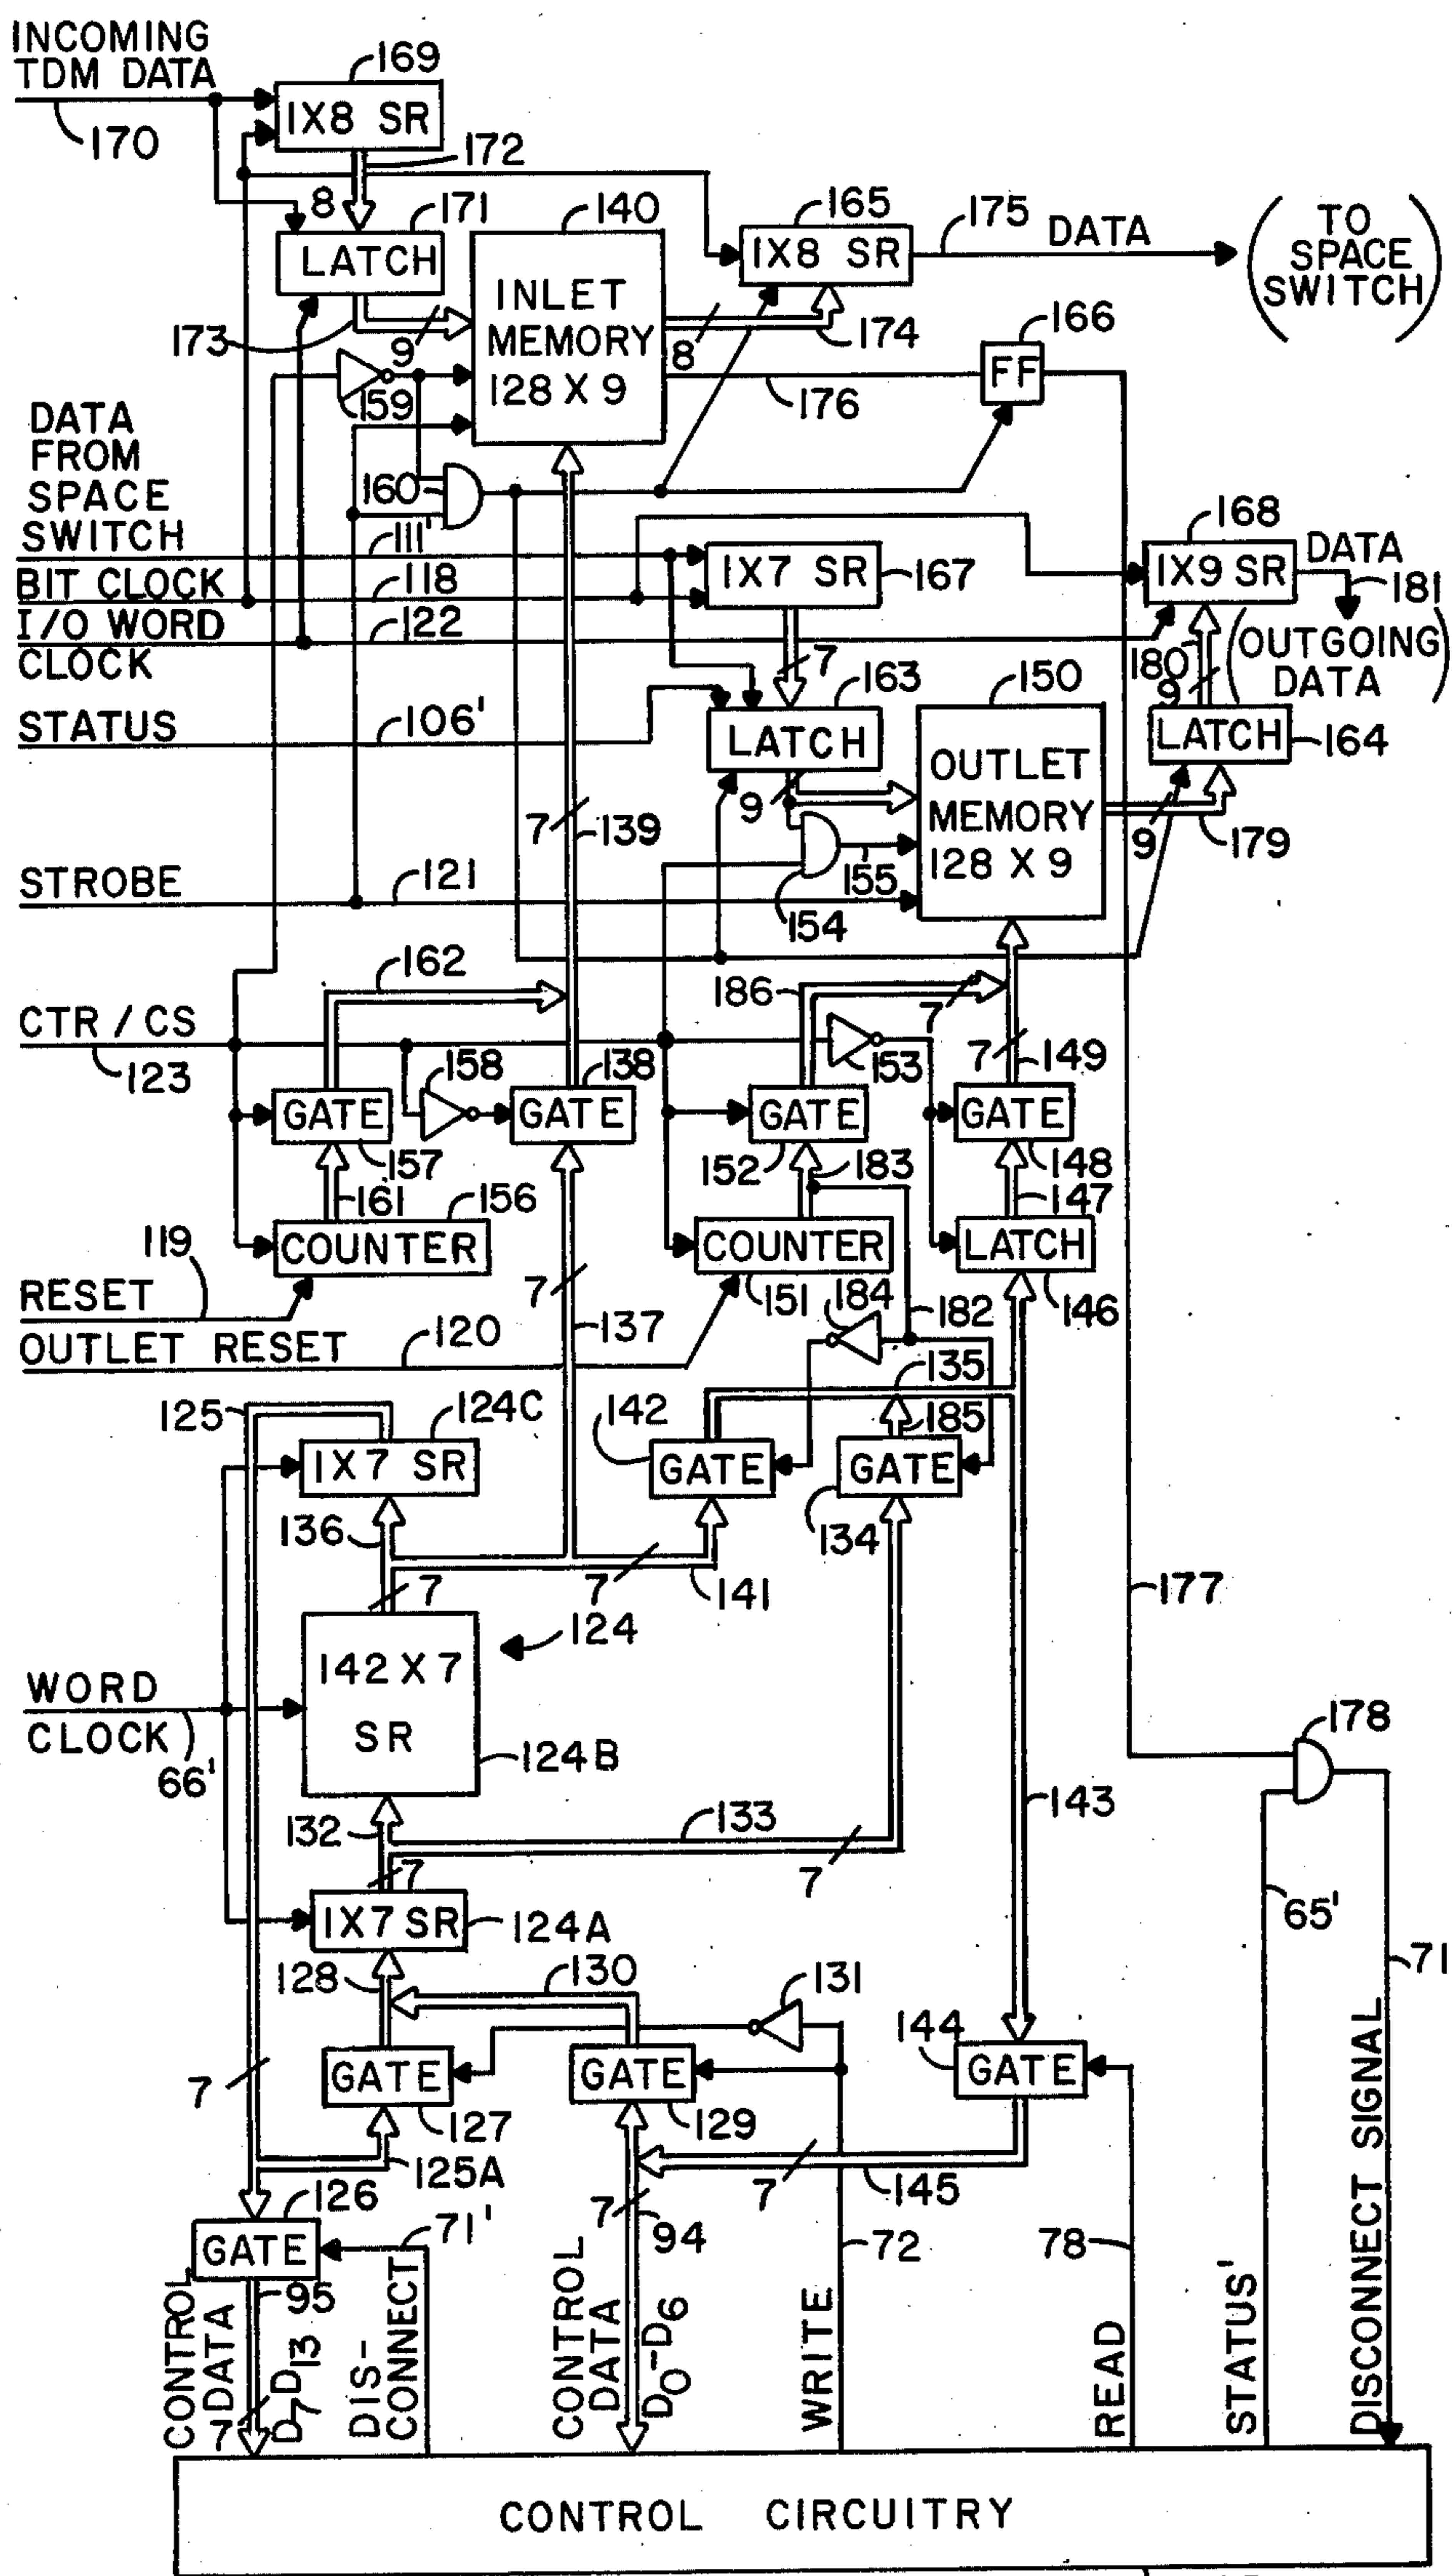 INCOMING
TDM DATA
169
1X8 SR
170
172
8
171
140
165
175
DATA
(TO
SPACE
SWITCH)
LATCH
1X8 SR
INLET
MEMORY
128 X 9
173
9
8
174
166
FF
159
176
DATA
FROM
SPACE
SWITCH
160
111'
168
1X7 SR
167
1X9 SR
DATA
181
BIT CLOCK
118
I/O WORD
CLOCK
122
7
180
9
(OUTGOING
DATA)
163
150
STATUS
106'
LATCH
LATCH
164
OUTLET
MEMORY
128 X 9
9
7
139
155
9
179
STROBE
121
154
162
186
7
CTR / CS
123
158
138
153
7
149
GATE
GATE
GATE
GATE
157
152
183
148
161
156
147
119
COUNTER
COUNTER
LATCH
7
151
184
182
146
RESET
OUTLET RESET
120
137
135
125
124C
142
185
1X7 SR
GATE
GATE
136
134
7
7
141
177
124
142 X 7
SR
WORD
CLOCK
66'
124B
178
132
133
143
7
7
1X7 SR
124A
65'
71
128
130
131
144
GATE
GATE
GATE
7
127
129
125A
7
145
126
71'
7
94
72
78
GATE
95
CONTROL
DATA
7
D7 D13
DIS-
CONNECT
CONTROL
DATA
D0-D6
WRITE
READ
STATUS'
DISCONNECT SIGNAL
CONTROL CIRCUITRY